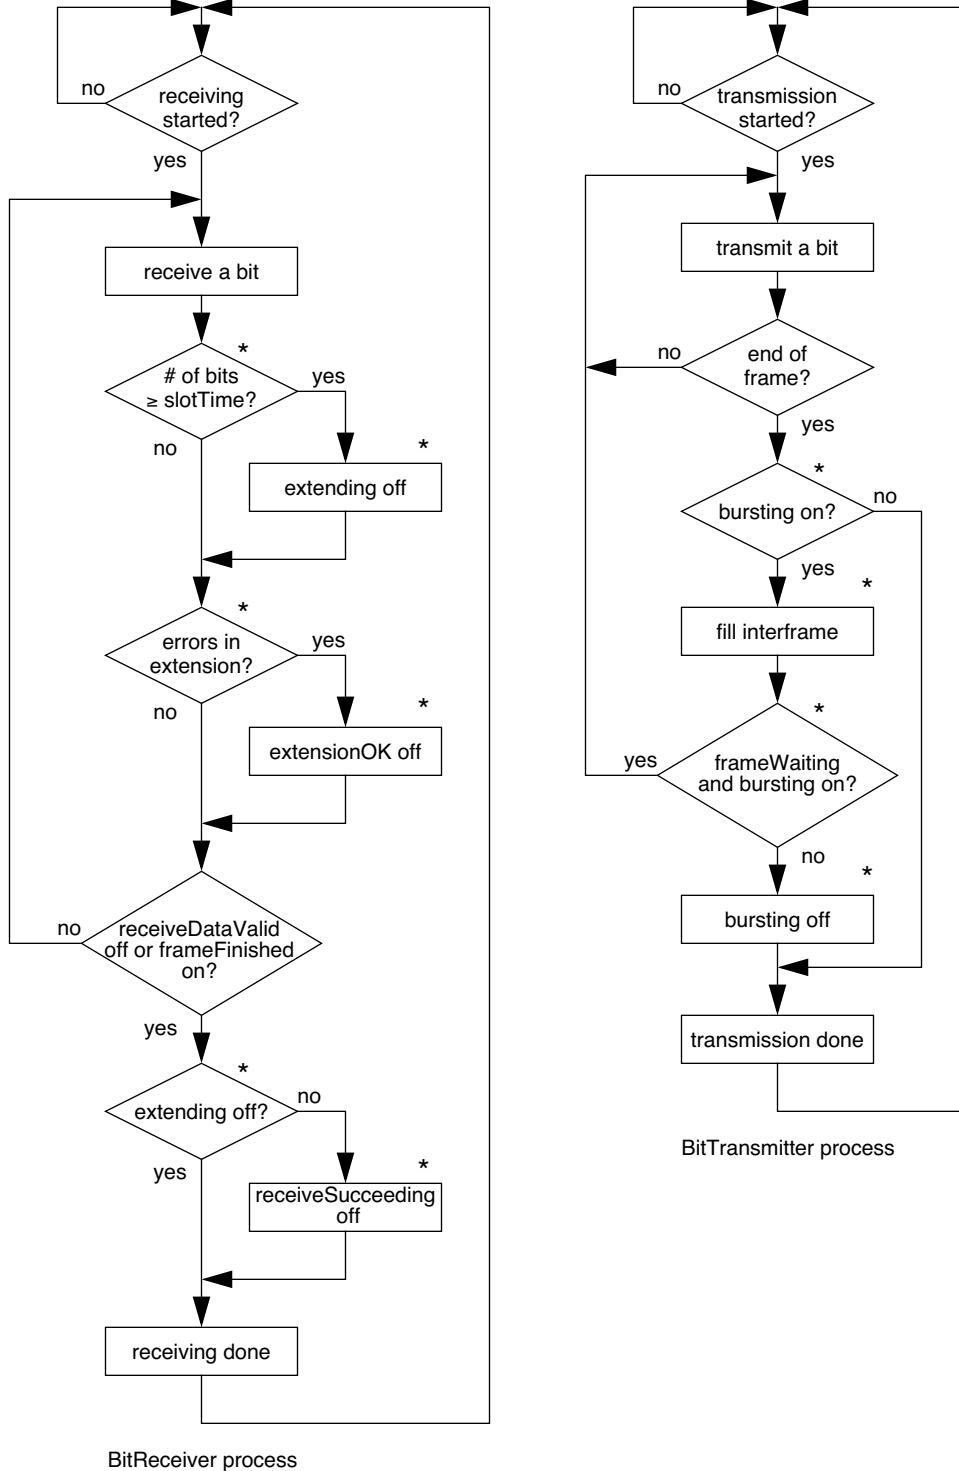 no
receiving
started?
yes
receive a bit
*
# of bits
≥ slotTime?
yes
no
*
extending off
*
errors in
extension?
yes
no
*
extensionOK off
no
receiveDataValid
off or frameFinished
on?
yes
*
extending off?
no
yes
*
receiveSucceeding
off
receiving done
BitReceiver process
no
transmission
started?
yes
transmit a bit
no
end of
frame?
yes
*
bursting on?
no
yes
*
fill interframe
*
yes
frameWaiting
and bursting on?
no
*
bursting off
transmission done
BitTransmitter process